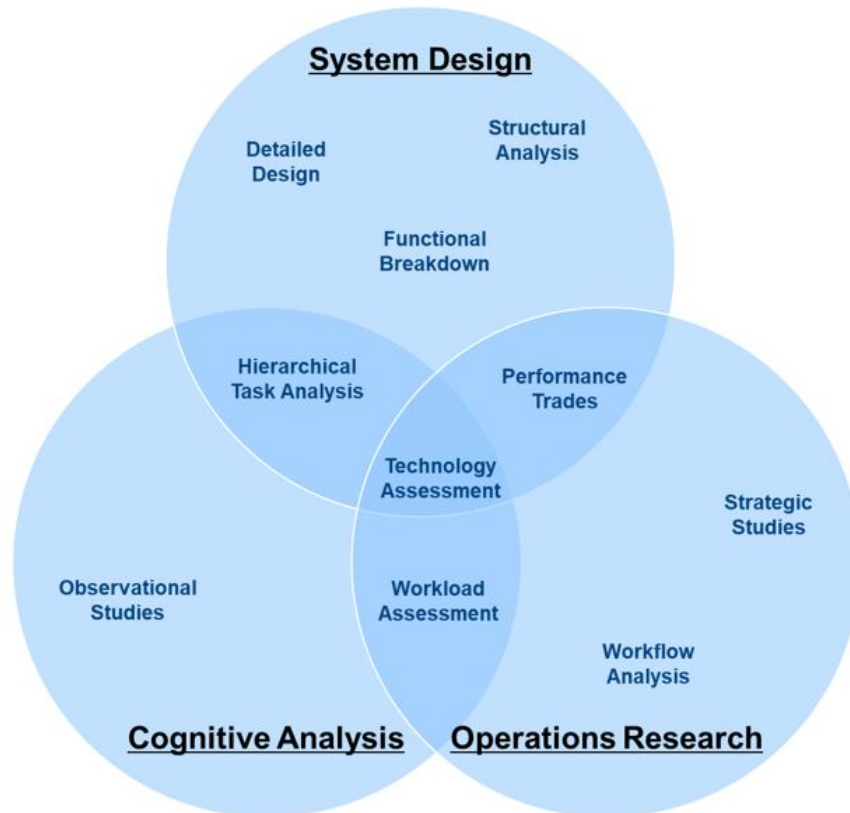 System Design
Structural
Analysis
Detailed
Design
Functional
Breakdown
Hierarchical
Task Analysis
Performance
Trades
Technology
Assessment
Strategic
Studies
Observational
Studies
Workload
Assessment
Workflow
Analysis
Cognitive Analysis
Operations Research